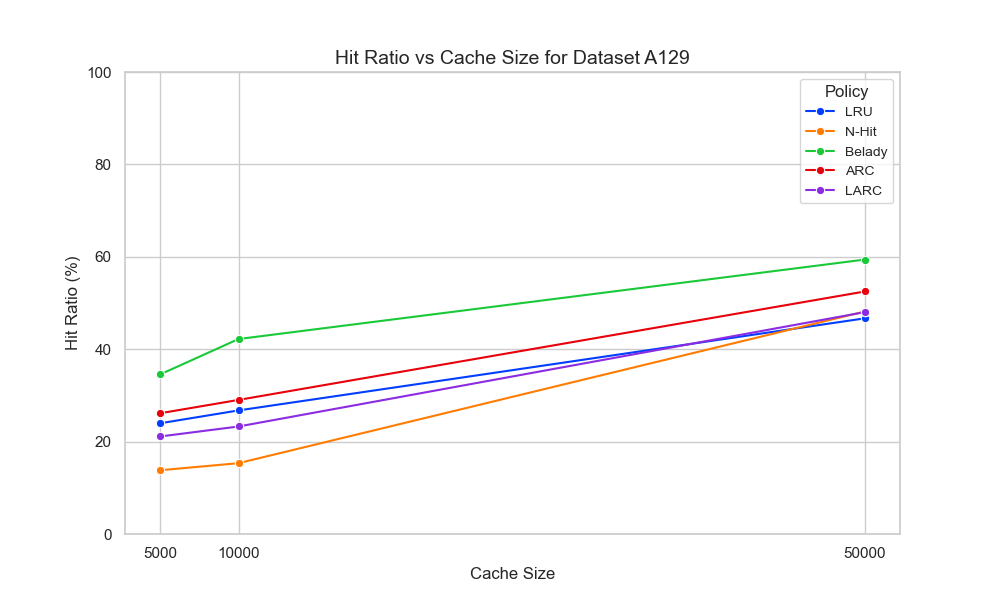 Hit Ratio vs Cache Size for Dataset A129
Hit Ratio (%)
100
80
60
40
20
0
5000
10000
50000
Cache Size
Policy
LRU
N-Hit
Belady
ARC
LARC